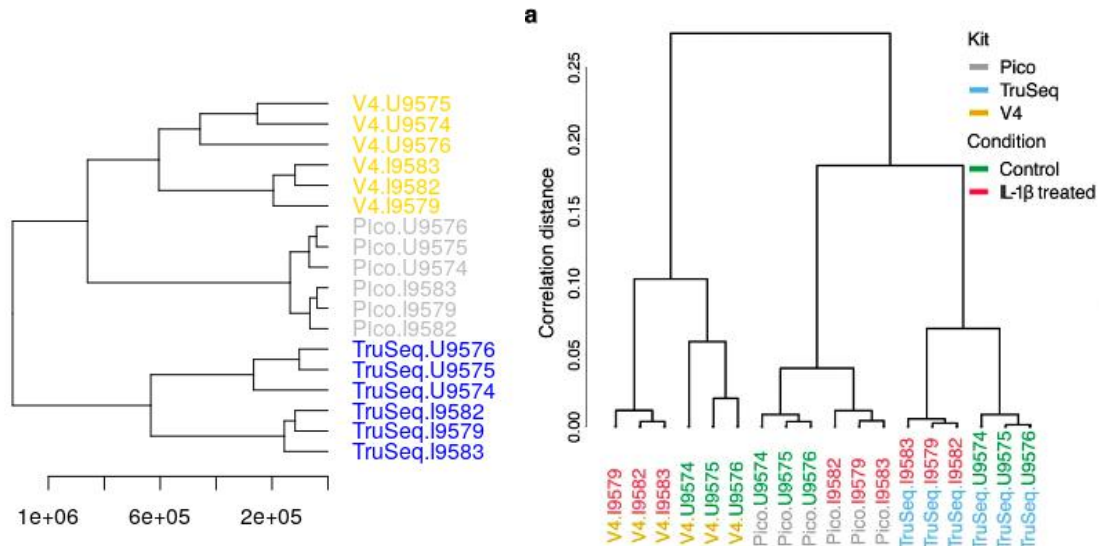 V4.U9575
V4.U9574
V4.U9576
V4.I9583
V4.I9582
V4.I9579
Pico.U9576
Pico.U9575
Pico.U9574
Pico.I9583
Pico.I9579
Pico.I9582
TruSeq.U9576
TruSeq.U9575
TruSeq.U9574
TruSeq.I9582
TruSeq.I9579
TruSeq.I9583
1e+06
6e+05
2e+05
a
Kit
Pico
TruSeq
V4
Condition
Control
IL-1β treated
Correlation distance
0.25
0.20
0.15
0.10
0.05
0.00
V4.I9579
V4.I9582
V4.I9583
V4.U9574
V4.U9575
V4.U9576
Pico.U9574
Pico.U9575
Pico.U9576
Pico.I9582
Pico.I9579
Pico.I9583
TruSeq.I9583
TruSeq.I9579
TruSeq.I9582
TruSeq.U9574
TruSeq.U9575
TruSeq.U9576